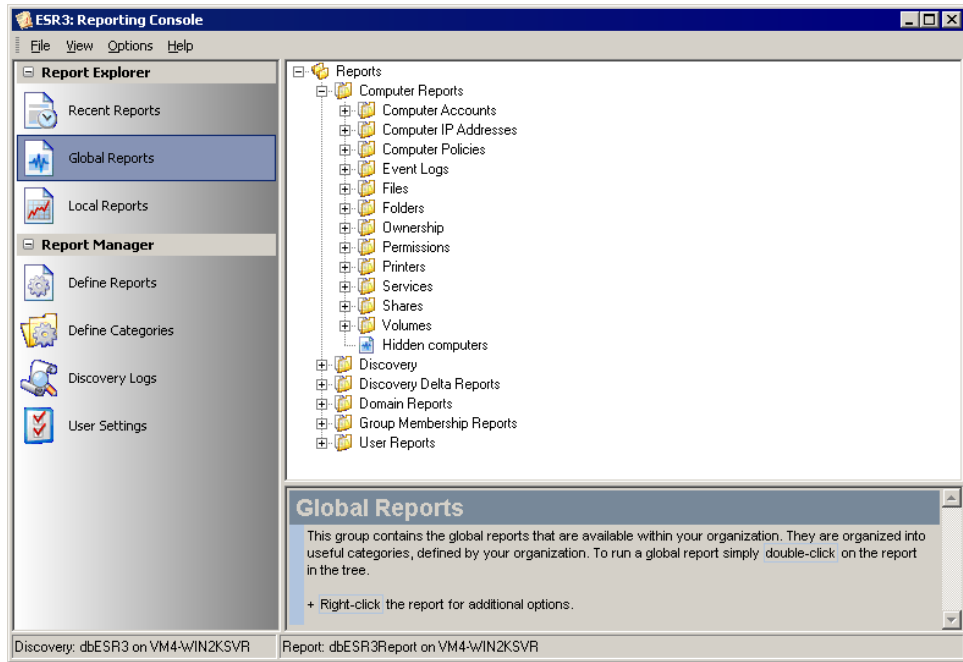 ESR3: Reporting Console
File View Options Help
Report Explorer
Recent Reports
Global Reports
Local Reports
Report Manager
Define Reports
Define Categories
Discovery Logs
User Settings
Reports
Computer Reports
Computer Accounts
Computer IP Addresses
Computer Policies
Event Logs
Files
Folders
Ownership
Permissions
Printers
Services
Shares
Volumes
Hidden computers
Discovery
Discovery Delta Reports
Domain Reports
Group Membership Reports
User Reports
Global Reports
This group contains the global reports that are available within your organization. They are organized into
useful categories, defined by your organization. To run a global report simply double-click on the report
in the tree.
+ Right-click the report for additional options.
Discovery: dbESR3 on VM4-WIN2KSVR
Report: dbESR3Report on VM4-WIN2KSVR